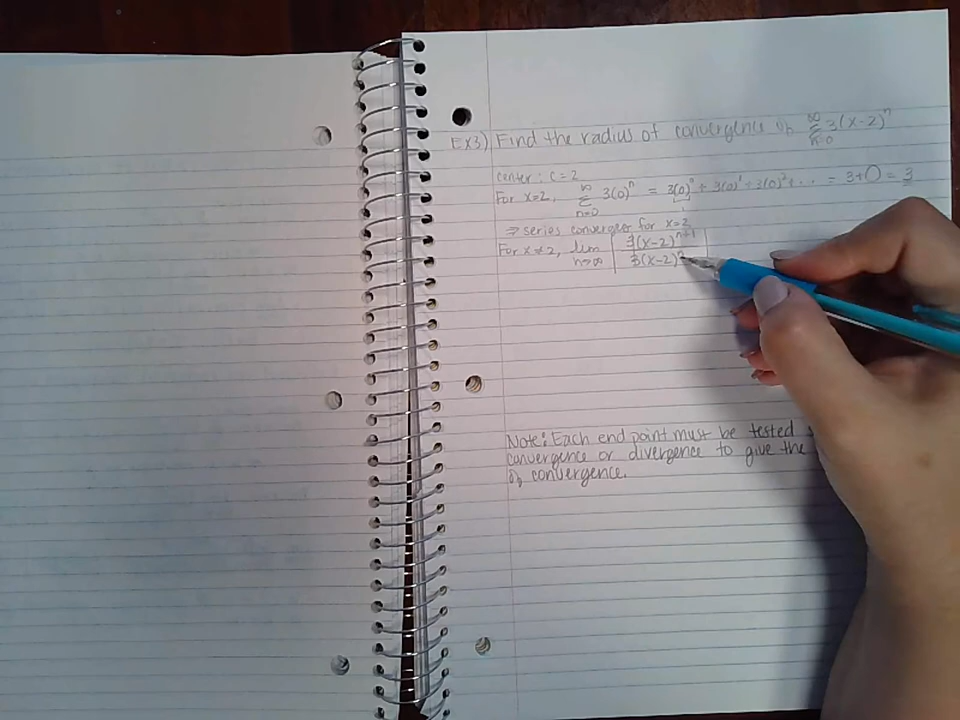 Ex3) Find the radius of convergence of ∞ Σ n=0 3(x-2)^n
center: c=2
For x=2, ∞ Σ n=0 3(0)^n = 3(0)^0 + 3(0)^1 + 3(0)^2 + ... = 3+0 = 3
⇒ series converges for x=2
For x≠2, lim n→∞ | 3(x-2)^n+1 / 3(x-2)^n |
Note: Each end point must be tested
convergence or divergence to give the
of convergence.